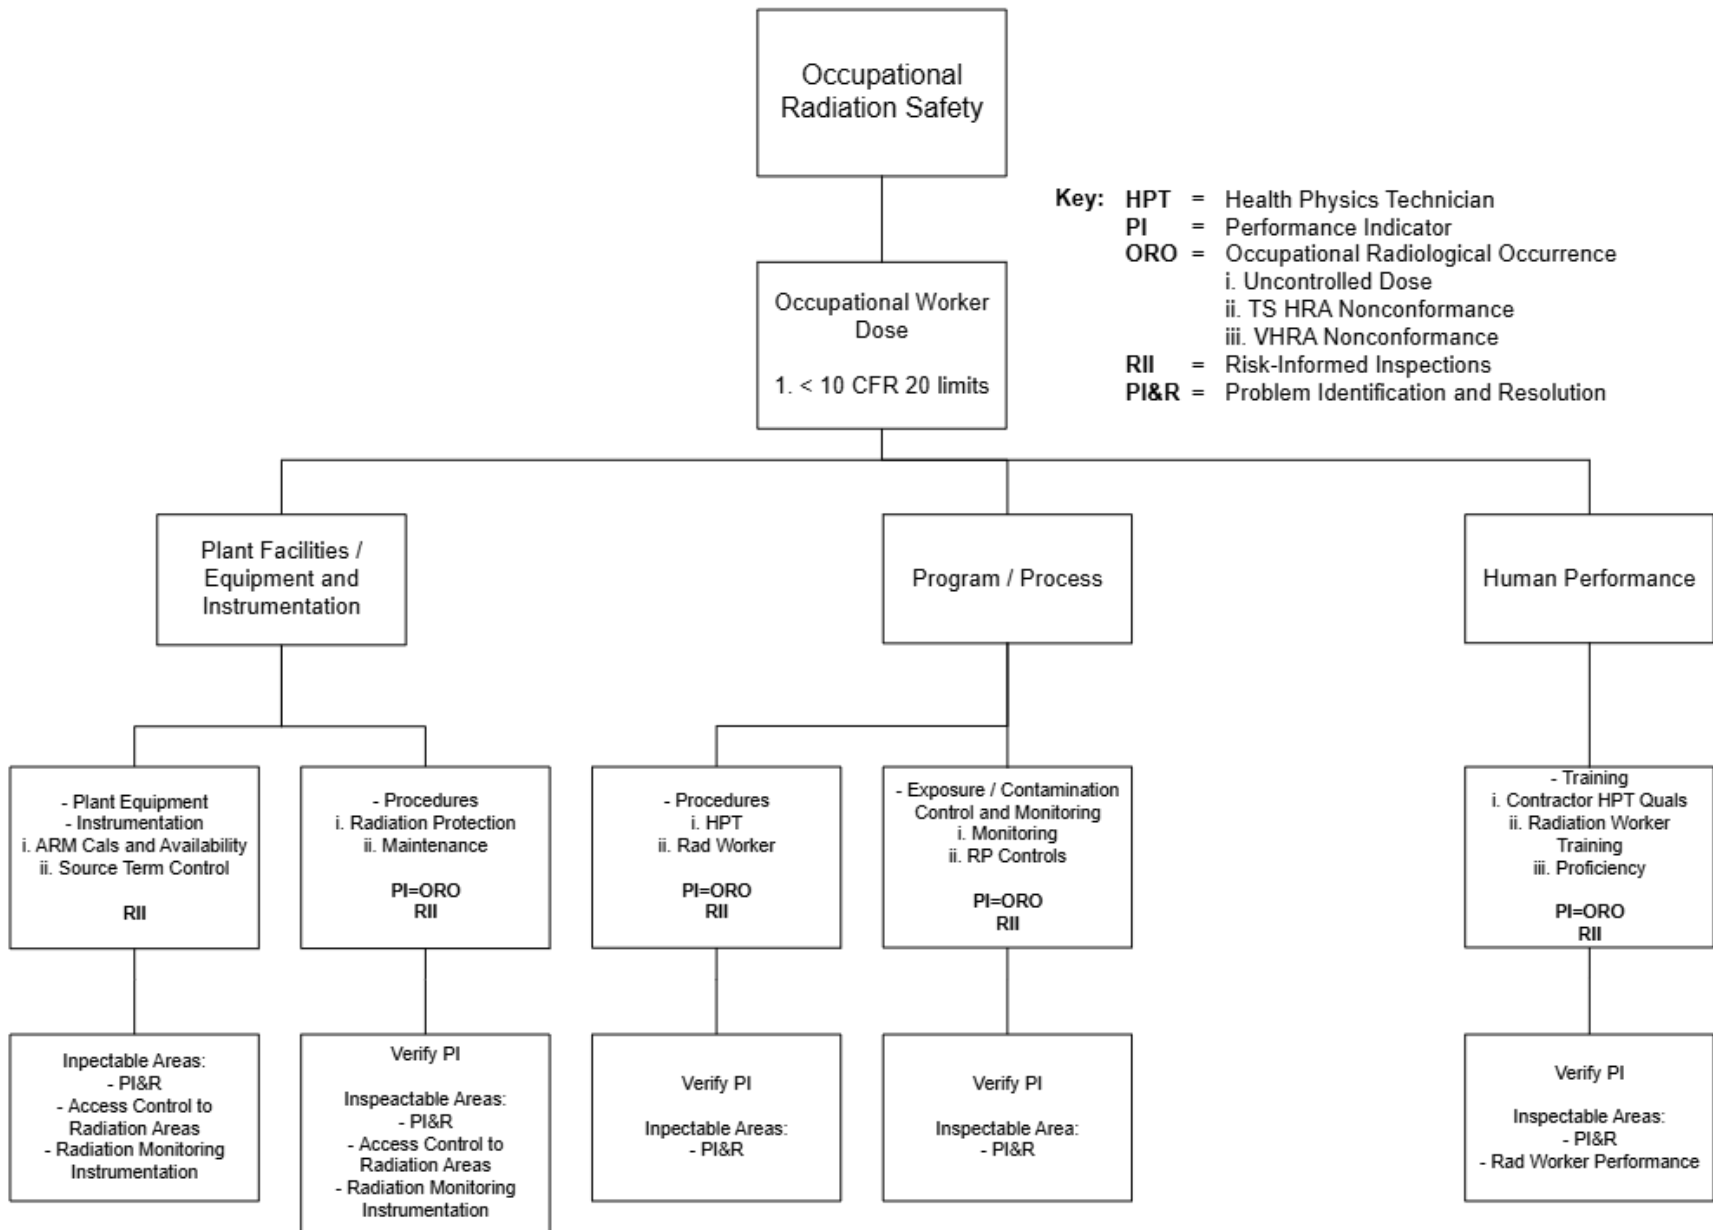 Occupational
Radiation Safety
Key: HPT = Health Physics Technician
PI = Performance Indicator
ORO = Occupational Radiological Occurrence
i. Uncontrolled Dose
ii. TS HRA Nonconformance
iii. VHRA Nonconformance
RII = Risk-Informed Inspections
PI&R = Problem Identification and Resolution
Occupational Worker
Dose
1. < 10 CFR 20 limits
Plant Facilities /
Equipment and
Instrumentation
Program / Process
Human Performance
- Plant Equipment
- Instrumentation
i. ARM Cals and Availability
ii. Source Term Control
RII
- Procedures
i. Radiation Protection
ii. Maintenance
PI=ORO
RII
- Procedures
i. HPT
ii. Rad Worker
PI=ORO
RII
- Exposure / Contamination
Control and Monitoring
i. Monitoring
ii. RP Controls
PI=ORO
RII
- Training
i. Contractor HPT Quals
ii. Radiation Worker
Training
iii. Proficiency
PI=ORO
RII
Inpectable Areas:
- PI&R
- Access Control to
Radiation Areas
- Radiation Monitoring
Instrumentation
Verify PI
Inspeactable Areas:
- PI&R
- Access Control to
Radiation Areas
- Radiation Monitoring
Instrumentation
Verify PI
Inpectable Areas:
- PI&R
Verify PI
Inspectable Area:
- PI&R
Verify PI
Inspectable Areas:
- PI&R
- Rad Worker Performance